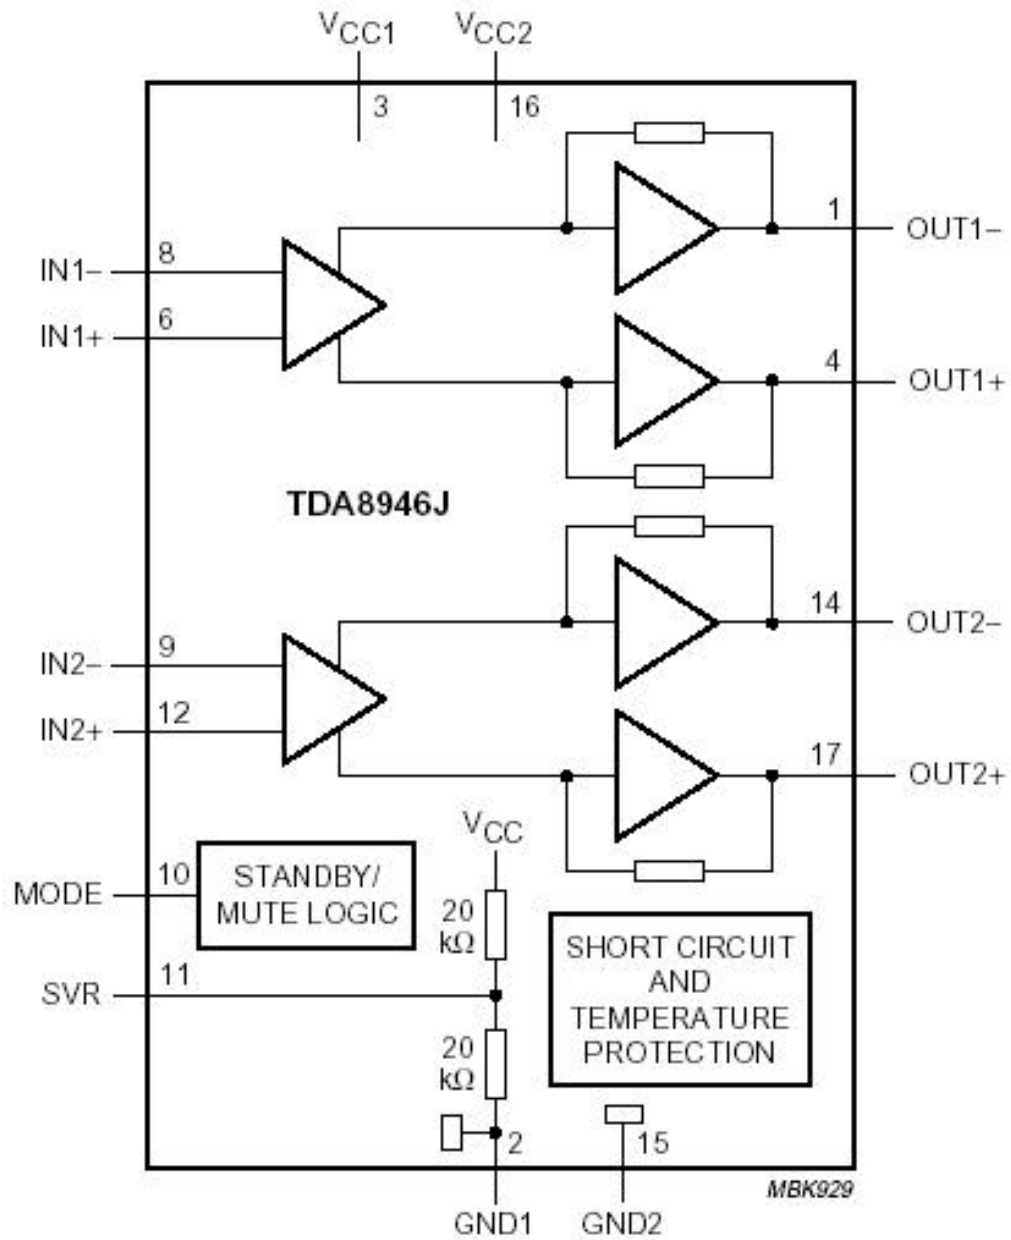 VCC1
VCC2
3
16
1
OUT1–
8
IN1–
6
IN1+
4
OUT1+
TDA8946J
14
OUT2–
9
IN2–
12
IN2+
17
OUT2+
VCC
10
MODE
STANDBY/
MUTE LOGIC
20
kΩ
SHORT CIRCUIT
AND
TEMPERATURE
PROTECTION
11
SVR
20
kΩ
2
15
MBK929
GND1
GND2